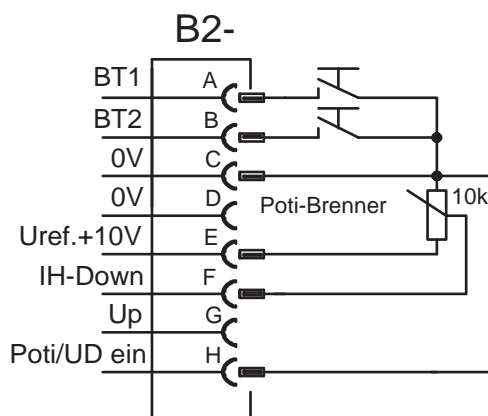 B2-
BT1 A
BT2 B
0V C
0V D Poti-Brenner 10k
Uref.+10V E
IH-Down F
Up G
Poti/UD ein H